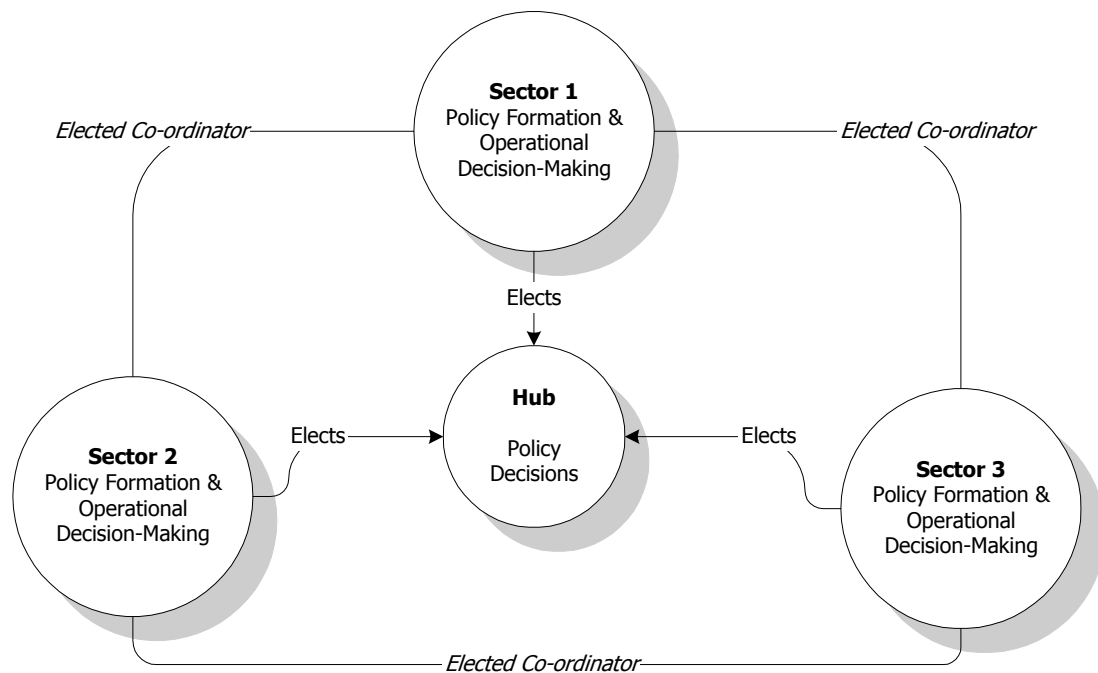 Sector 1
Policy Formation &
Operational
Decision-Making
Elected Co-ordinator
Elected Co-ordinator
Elects
Hub
Policy
Decisions
Elects
Elects
Sector 2
Policy Formation &
Operational
Decision-Making
Sector 3
Policy Formation &
Operational
Decision-Making
Elected Co-ordinator